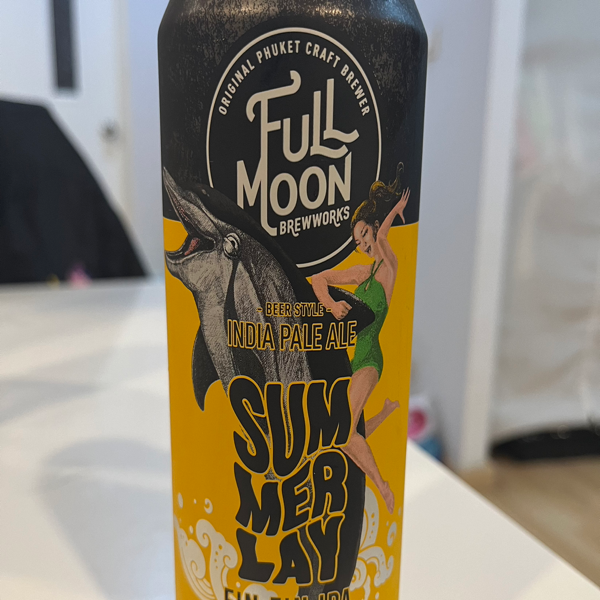 ORIGINAL PHUKET CRAFT BREWER
FULL
MOON
BREWWORKS
- BEER STYLE -
INDIA PALE ALE
SUM
MER
LAY